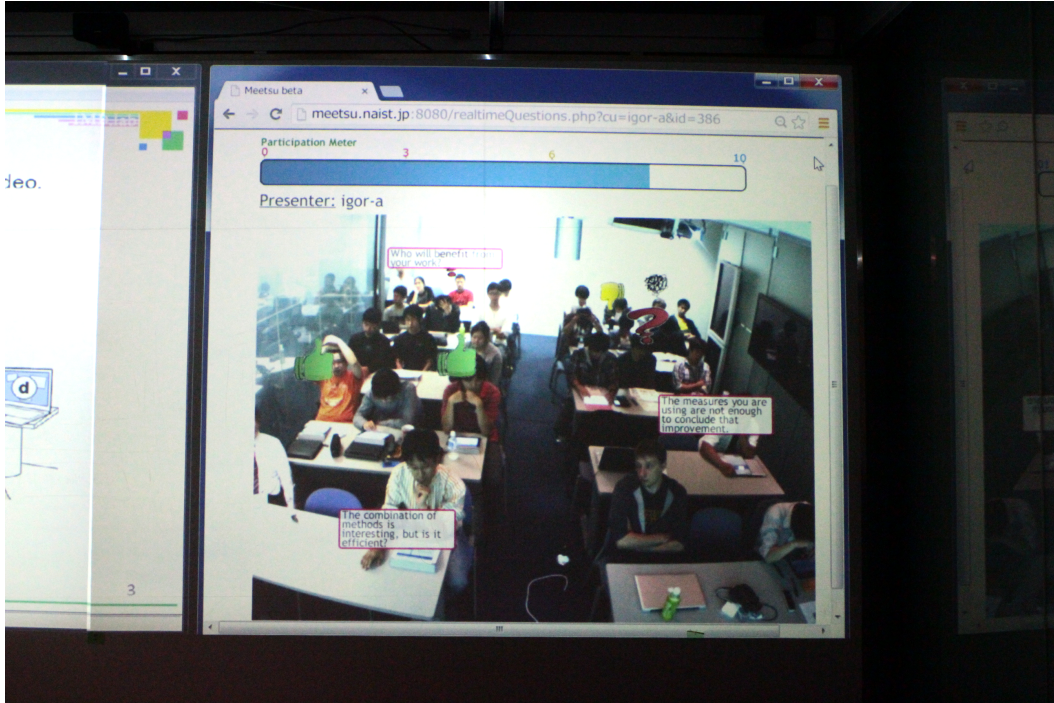 deo.
d
3
Meetsu beta
meetsu.naist.jp:8080/realtimeQuestions.php?cu=igor-a&id=386
Participation Meter
0 3 6 10
Presenter: igor-a
Who will benefit from
your work?
The measures you are
using are not enough
to conclude that
improvement.
The combination of
methods is
interesting, but is it
efficient?